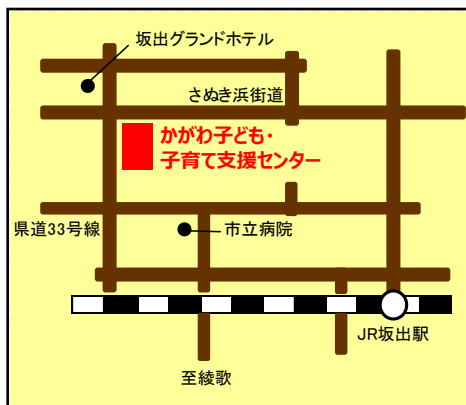 坂出グランドホテル
さぬき浜街道
かがわ子ども・
子育て支援センター
県道33号線
市立病院
JR坂出駅
至綾歌